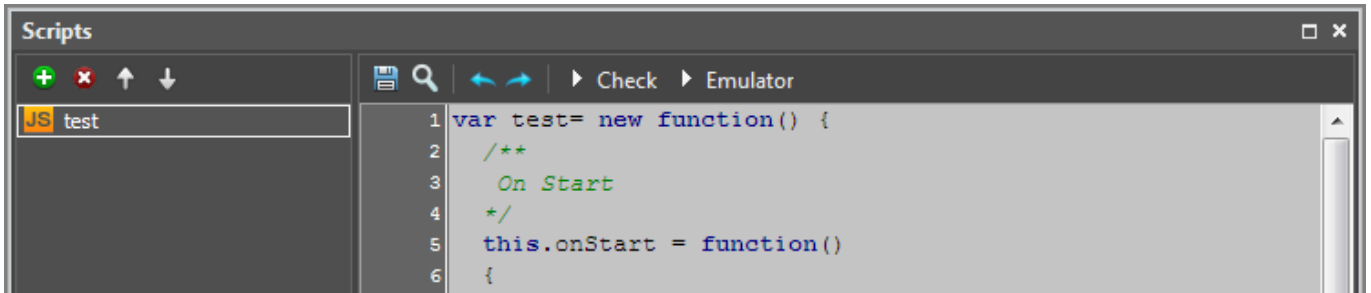 Scripts
Check Emulator
JS test
1 var test= new function() {
2 /**
3 On Start
4 */
5 this.onStart = function()
6 {